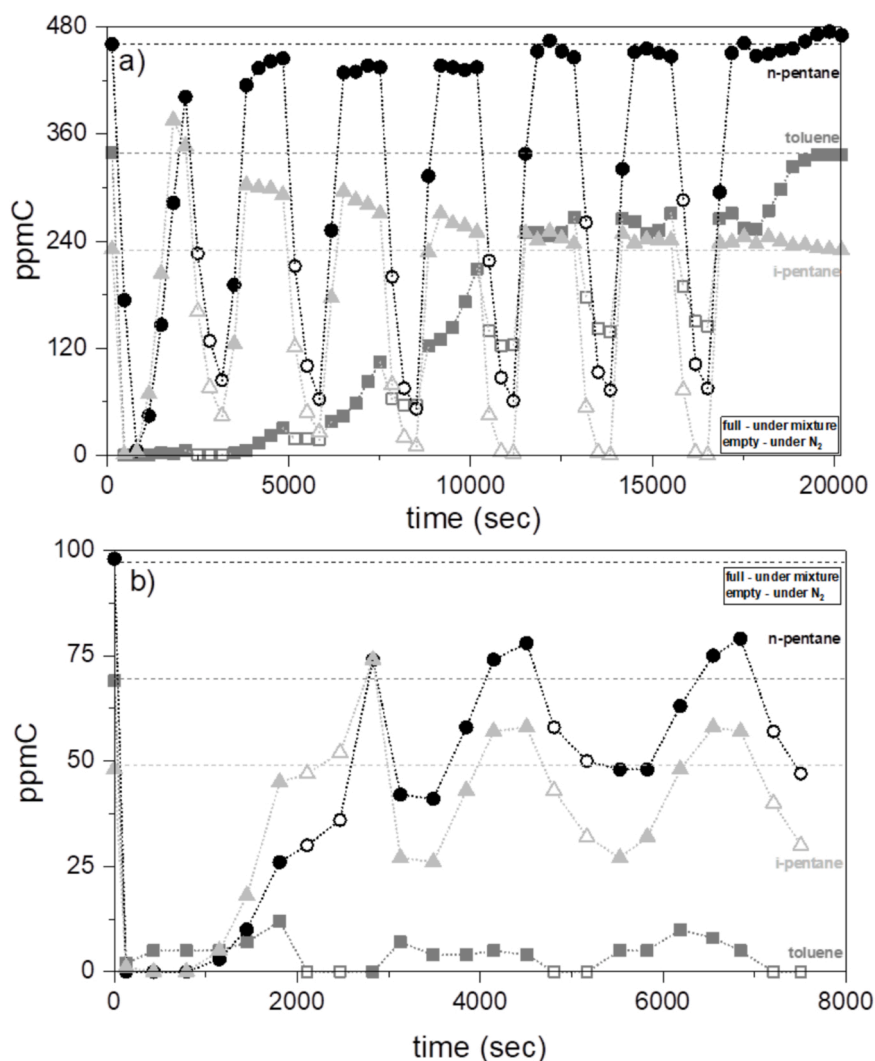 a)
480
360
240
120
0
ppmC
n-pentane
toluene
i-pentane
full - under mixture
empty - under N₂
0
5000
10000
15000
20000
time (sec)
b)
100
75
50
25
0
ppmC
full - under mixture
empty - under N₂
n-pentane
i-pentane
toluene
0
2000
4000
6000
8000
time (sec)